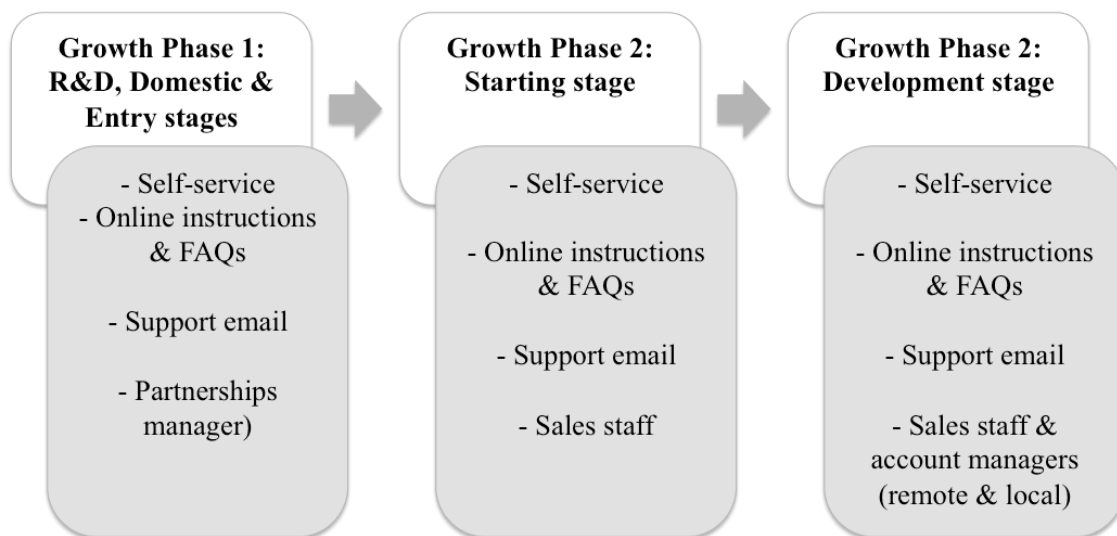 Growth Phase 1:
R&D, Domestic &
Entry stages
- Self-service
- Online instructions
& FAQs
- Support email
- Partnerships
manager)
Growth Phase 2:
Starting stage
- Self-service
- Online instructions
& FAQs
- Support email
- Sales staff
Growth Phase 2:
Development stage
- Self-service
- Online instructions
& FAQs
- Support email
- Sales staff &
account managers
(remote & local)